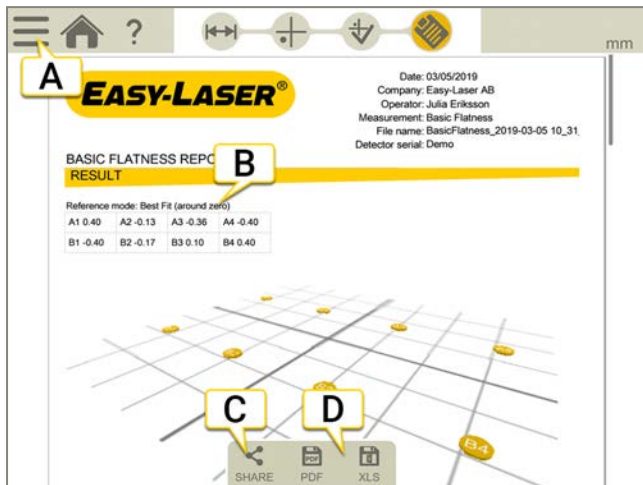 ?
mm
A
EASY-LASER®
Date: 03/05/2019
Company: Easy-Laser AB
Operator: Julia Eriksson
Measurement: Basic Flatness
File name: BasicFlatness_2019-03-05 10_31
Detector serial: Demo
BASIC FLATNESS REPO
B
RESULT
Reference mode: Best Fit (around zero)
A1 0.40 A2 -0.13 A3 -0.36 A4 -0.40
B1 -0.40 B2 -0.17 B3 0.10 B4 0.40
C
D
B4
PDF
SHARE PDF XLS